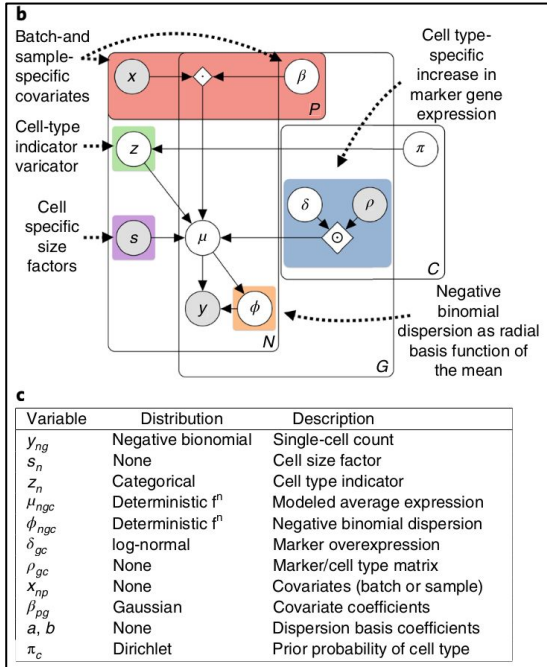 b
Batch-and
sample-
specific
covariates
Cell type-
specific
increase in
marker gene
expression
x
·
β
P
Cell-type
indicator
varicator
z
π
δ
ρ
Cell
specific
size
factors
s
μ
⊙
C
y
ϕ
N
G
Negative
binomial
dispersion as radial
basis function of
the mean
c
Variable Distribution Description
y_ng Negative bionomial Single-cell count
s_n None Cell size factor
z_n Categorical Cell type indicator
μ_ngc Deterministic fⁿ Modeled average expression
ϕ_ngc Deterministic fⁿ Negative binomial dispersion
δ_gc log-normal Marker overexpression
ρ_gc None Marker/cell type matrix
x_np None Covariates (batch or sample)
β_pg Gaussian Covariate coefficients
a, b None Dispersion basis coefficients
π_c Dirichlet Prior probability of cell type